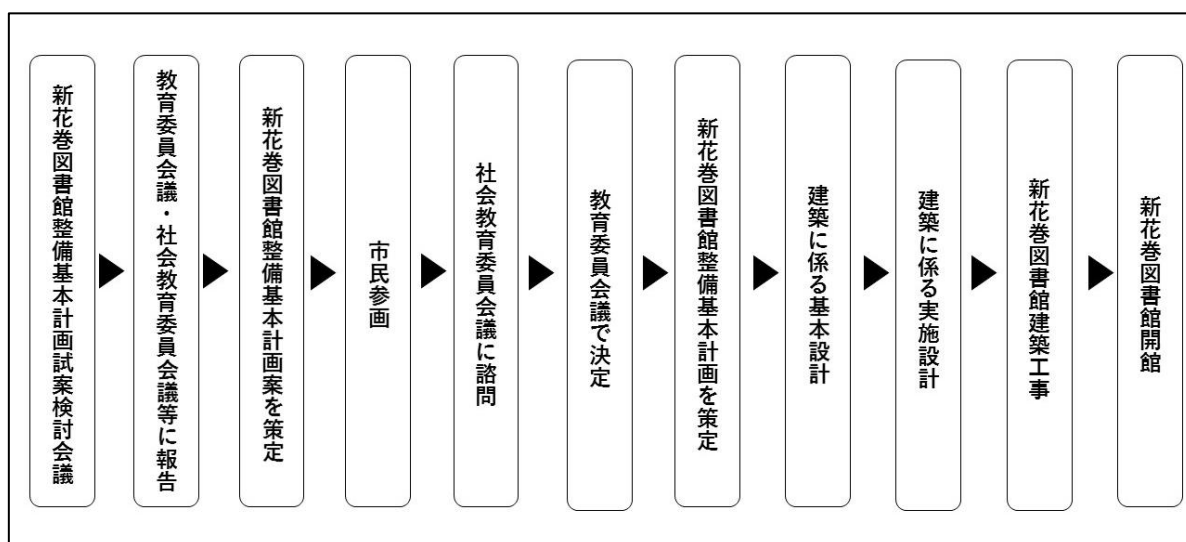 新花巻図書館整備基本計画試案検討会議
教育委員会議・社会教育委員会議等に報告
新花巻図書館整備基本計画案を策定
市民参画
社会教育委員会議に諮問
教育委員会議で決定
新花巻図書館整備基本計画を策定
建築に係る基本設計
建築に係る実施設計
新花巻図書館建築工事
新花巻図書館開館